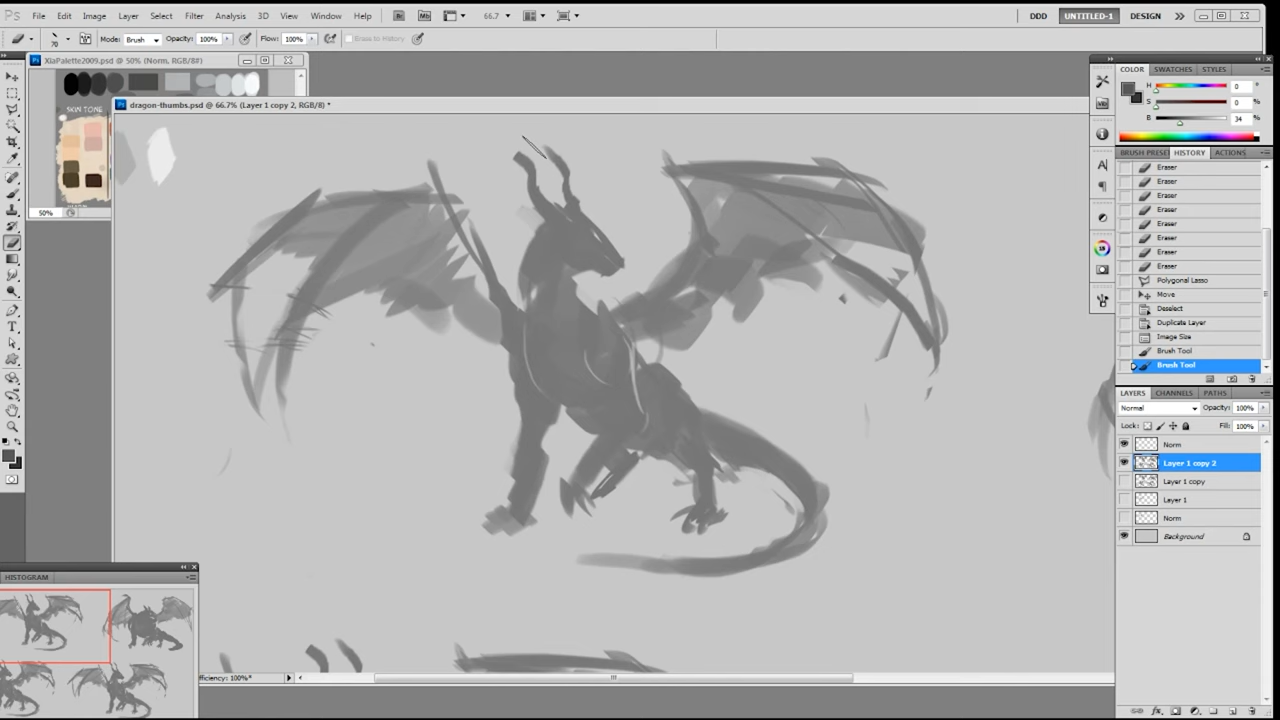 Ps File Edit Image Layer Select Filter Analysis 3D View Window Help Br Mb 66.7 DDD UNTITLED-1 DESIGN
70 Mode: Brush Opacity: 100% Flow: 100% Erase to History
XiaPalette2009.psd @ 50% (Norm, RGB/8#)
SKIN TONE
50%
dragon-thumbs.psd @ 66.7% (Layer 1 copy 2, RGB/8) *
COLOR SWATCHES STYLES
H 0 °
S 0 %
B 34 %
BRUSH PRESE HISTORY ACTIONS
Eraser
Eraser
Eraser
Eraser
Eraser
Eraser
Eraser
Eraser
Polygonal Lasso
Move
Deselect
Duplicate Layer
Image Size
Brush Tool
Brush Tool
LAYERS CHANNELS PATHS
Normal Opacity: 100%
Lock: Fill: 100%
Norm
Layer 1 copy 2
Layer 1 copy
Layer 1
Norm
Background
HISTOGRAM
fficiency: 100%*